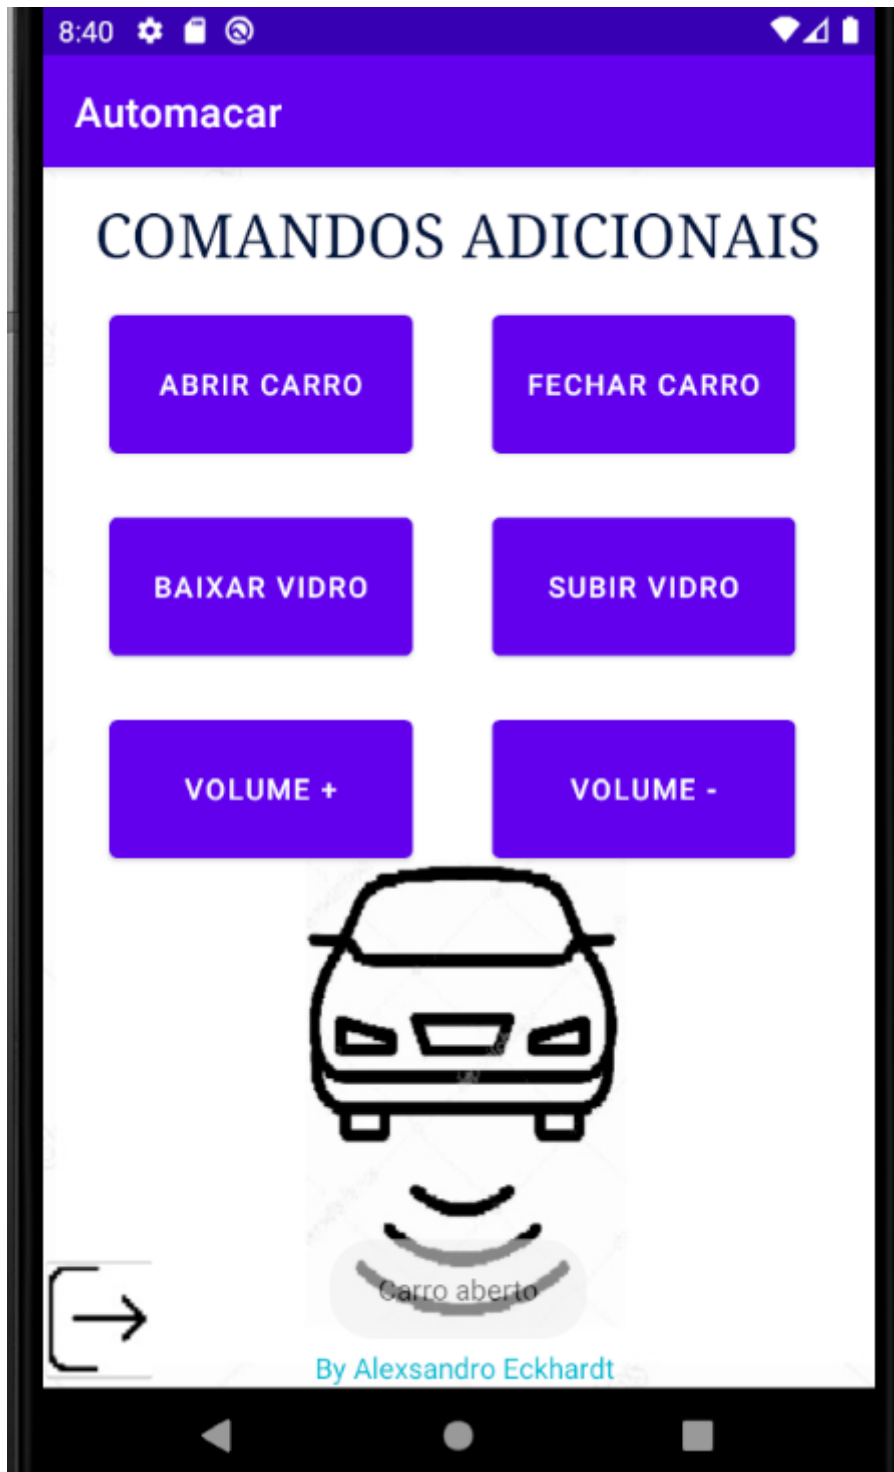 8:40
Automacar
COMANDOS ADICIONAIS
ABRIR CARRO
FECHAR CARRO
BAIXAR VIDRO
SUBIR VIDRO
VOLUME +
VOLUME -
Carro aberto
By Alexsandro Eckhardt